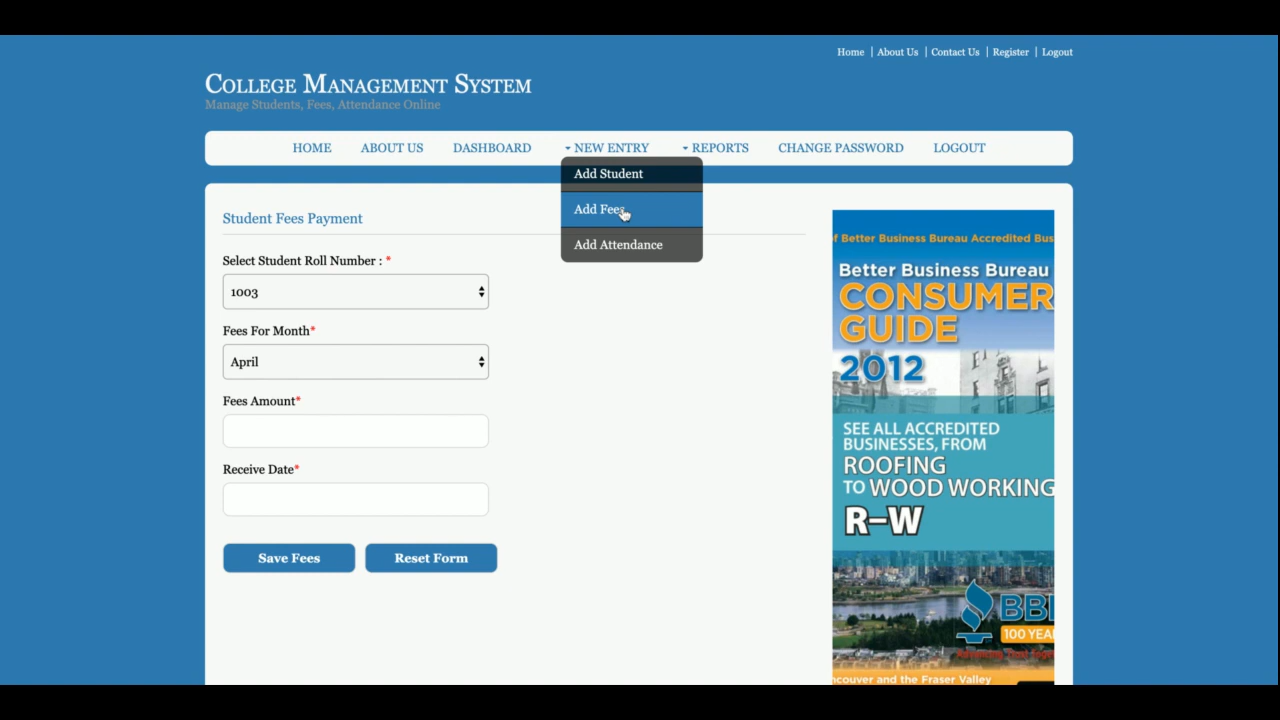 Home | About Us | Contact Us | Register | Logout
College Management System
Manage Students, Fees, Attendance Online
HOME ABOUT US DASHBOARD NEW ENTRY REPORTS CHANGE PASSWORD LOGOUT
Add Student
Add Fees
Add Attendance
Student Fees Payment
Select Student Roll Number : *
1003
Fees For Month*
April
Fees Amount*
Receive Date*
Save Fees Reset Form
of Better Business Bureau Accredited Bus
Better Business Bureau
CONSUMER
GUIDE
2012
SEE ALL ACCREDITED
BUSINESSES, FROM
ROOFING
TO WOOD WORKING
R–W
BB
100 YEA
ncouver and the Fraser Valley